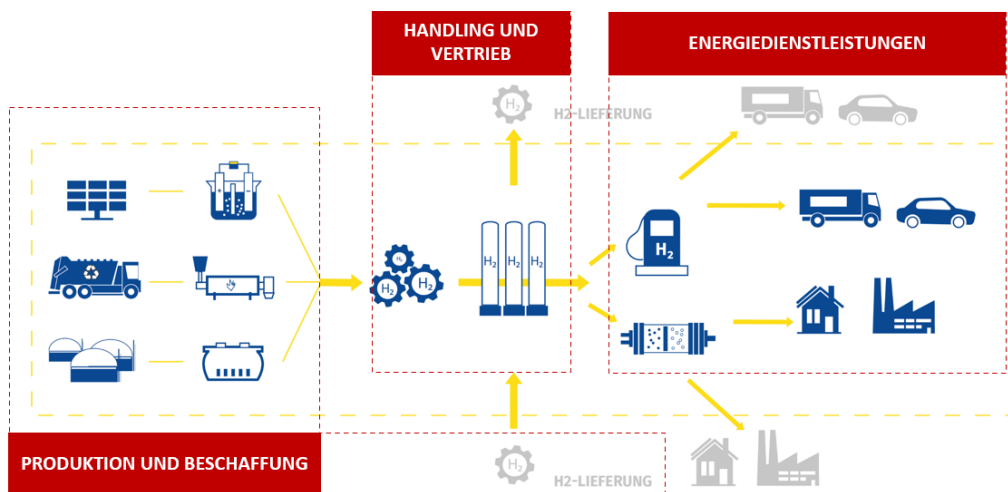 HANDLING UND
VERTRIEB
ENERGIEDIENSTLEISTUNGEN
H₂
H2-LIEFERUNG
H₂
H₂
H₂
H₂
H₂
H₂
H₂
PRODUKTION UND BESCHAFFUNG
H₂
H2-LIEFERUNG